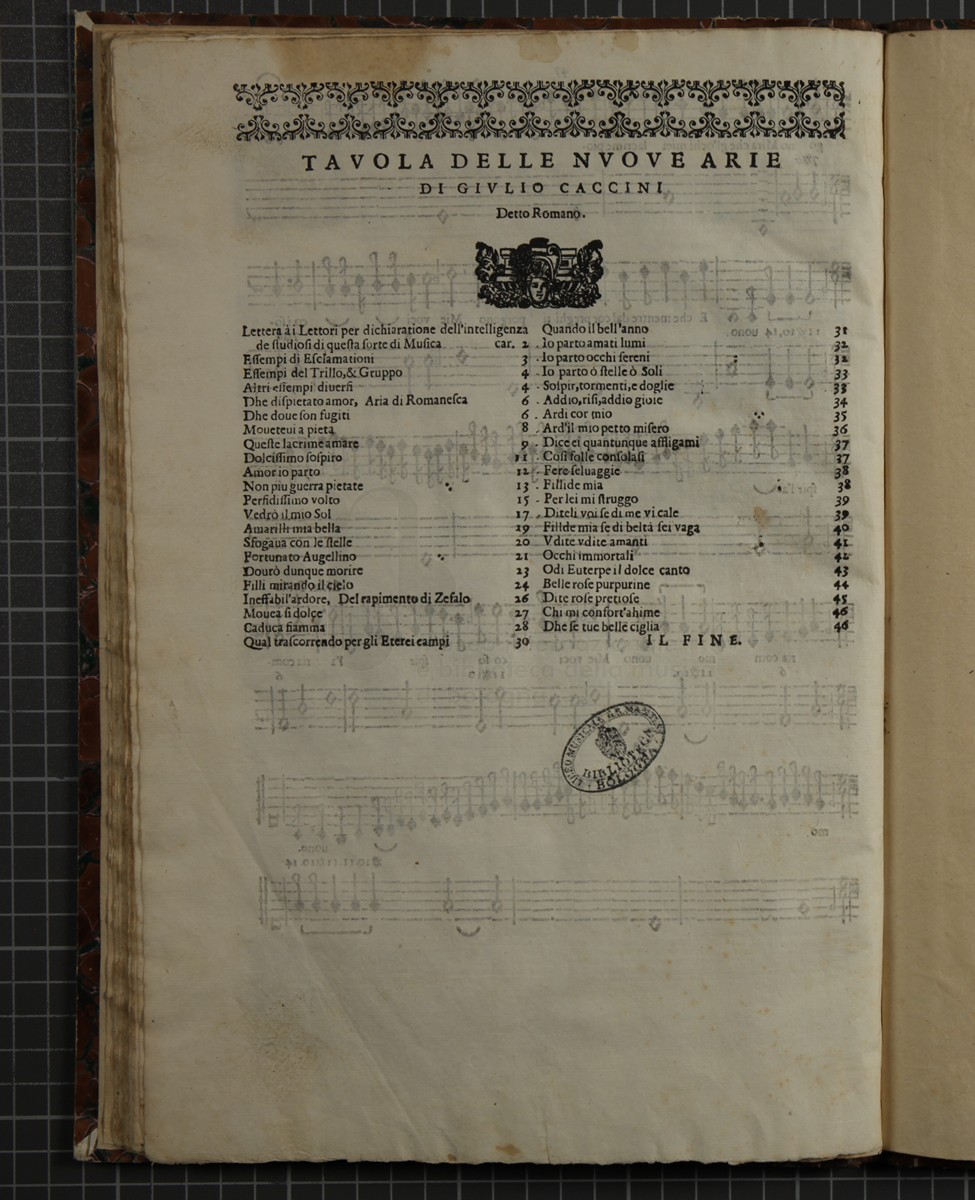 TAVOLA DELLE NVOVE ARIE
DI GIVLIO CACCINI
Detto Romano.
Lettera à i Lettori per dichiaratione dell'intelligenza
de ſtudioſi di queſta ſorte di Muſica. car. 2
Eſſempi di Eſclamationi 3
Eſſempi del Trillo,& Gruppo 4
Altri eſſempi diuerſi 4
Dhe diſpietato amor, Aria di Romaneſca 6
Dhe doue ſon fugiti 6
Moueteui a pietà 8
Queſte lacrime amare 9
Dolciſſimo ſoſpiro 11
Amor io parto 12
Non piu guerra pietate 13
Perfidiſſimo volto 15
Vedrò il mio Sol 17
Amarilli mia bella 19
Sfogaua con le ſtelle 20
Fortunato Augellino 21
Dourò dunque morire 23
Filli mirando il cielo 24
Ineffabil'ardore, Del rapimento di Zefalo 26
Mouea ſi dolçe 27
Caduca fiamma 28
Qual traſcorrendo per gli Eterei campi 30
Quando il bell'anno 31
Io parto amati lumi 32
Io parto occhi ſereni 32
Io parto ò ſtelle ò Soli 33
Soſpir,tormenti,e doglie 33
Addio,riſi,addio gioie 34
Ardi cor mio 35
Ard'il mio petto miſero 36
Dice ci quantunque affligami 37
Coſi folle conſolaſi 37
Fere ſeluaggie 38
Fillide mia 38
Per lei mi ſtruggo 39
Diteli voi ſe di me vi cale 39
Fillde mia ſe di beltà ſei vaga 40
Vdite vdite amanti 41
Occhi immortali 42
Odi Euterpe il dolce canto 43
Belle roſe purpurine 44
Dite roſe pretioſe 45
Chi mi confort'ahime 46
Dhe ſe tue belle ciglia 46
IL FINE.
LICEO MUSICALE
BIBLIOTECA
BOLOGNA